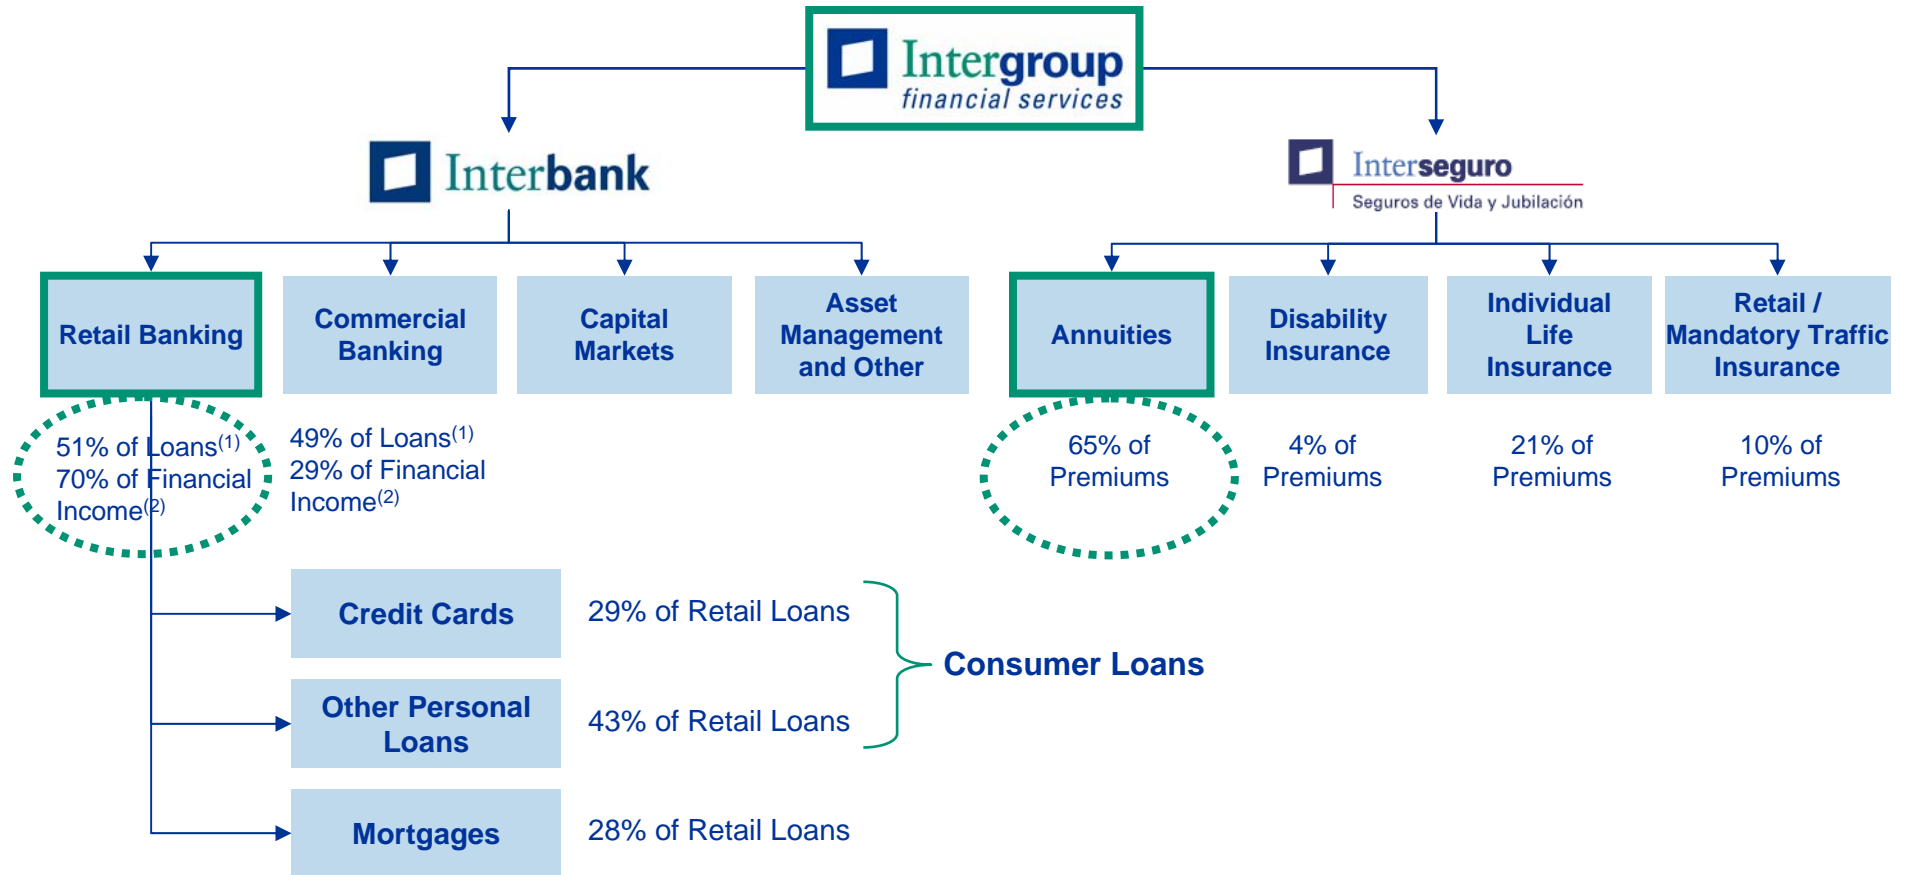 Intergroup
financial services
Interbank
Interseguro
Seguros de Vida y Jubilación
Retail Banking
Commercial
Banking
Capital
Markets
Asset
Management
and Other
Annuities
Disability
Insurance
Individual
Life
Insurance
Retail /
Mandatory Traffic
Insurance
51% of Loans(1)
70% of Financial
Income(2)
49% of Loans(1)
29% of Financial
Income(2)
65% of
Premiums
4% of
Premiums
21% of
Premiums
10% of
Premiums
Credit Cards
29% of Retail Loans
Consumer Loans
Other Personal
Loans
43% of Retail Loans
Mortgages
28% of Retail Loans